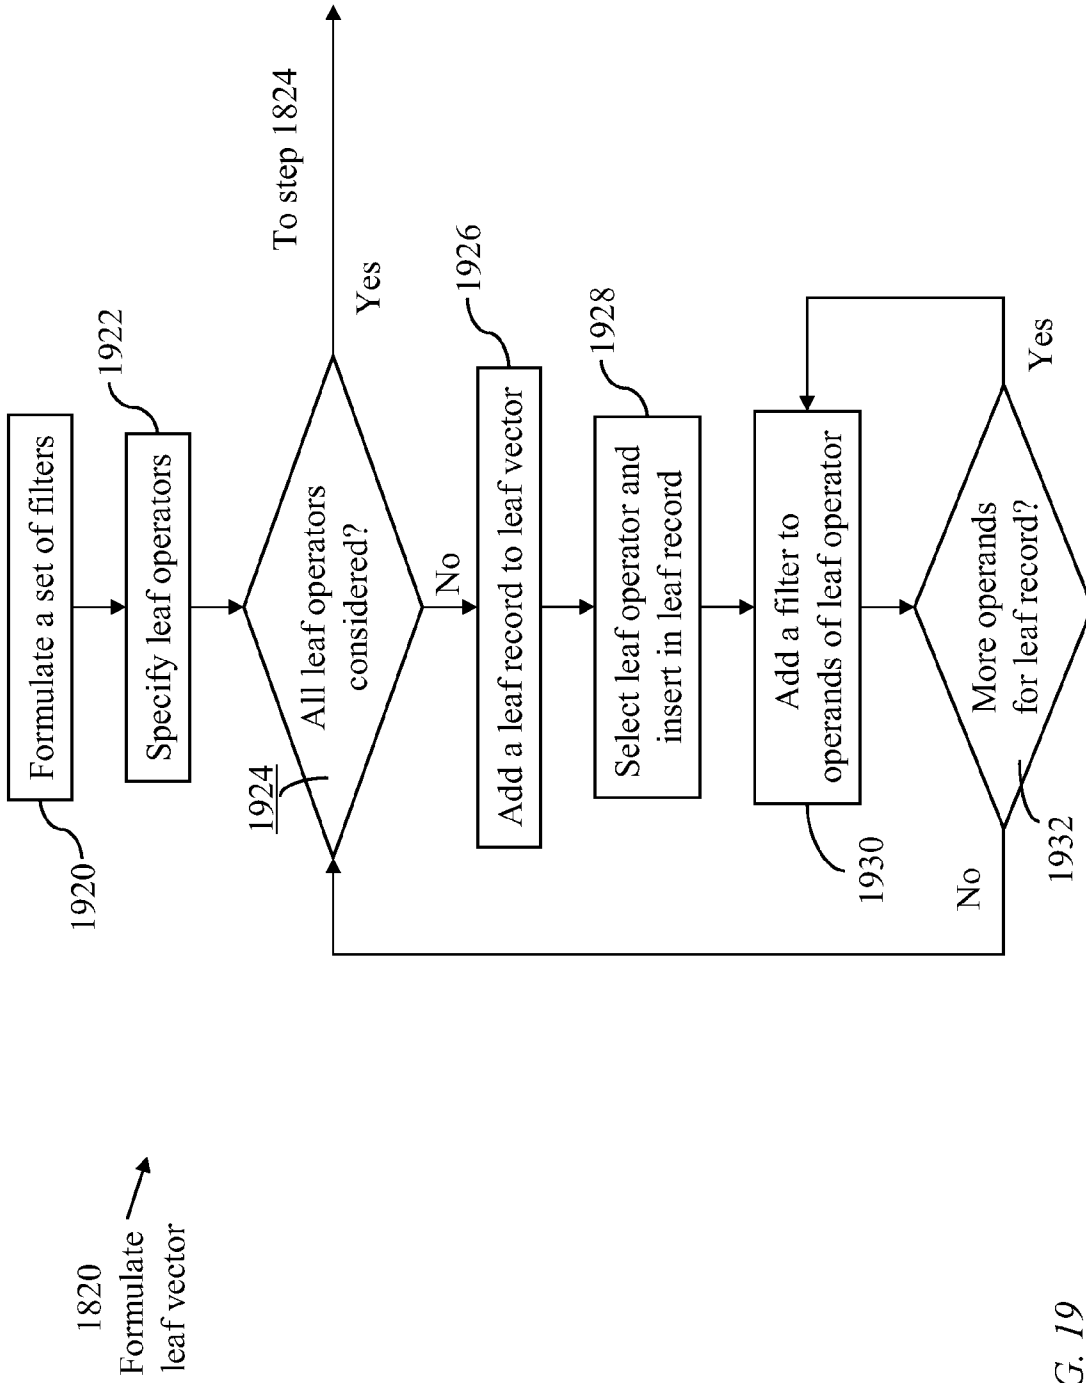 1820
Formulate
leaf vector
1920
Formulate a set of filters
1922
Specify leaf operators
1924
All leaf operators
considered?
Yes
To step 1824
No
1926
Add a leaf record to leaf vector
1928
Select leaf operator and
insert in leaf record
Add a filter to
operands of leaf operator
1930
More operands
for leaf record?
Yes
No
1932
G. 19